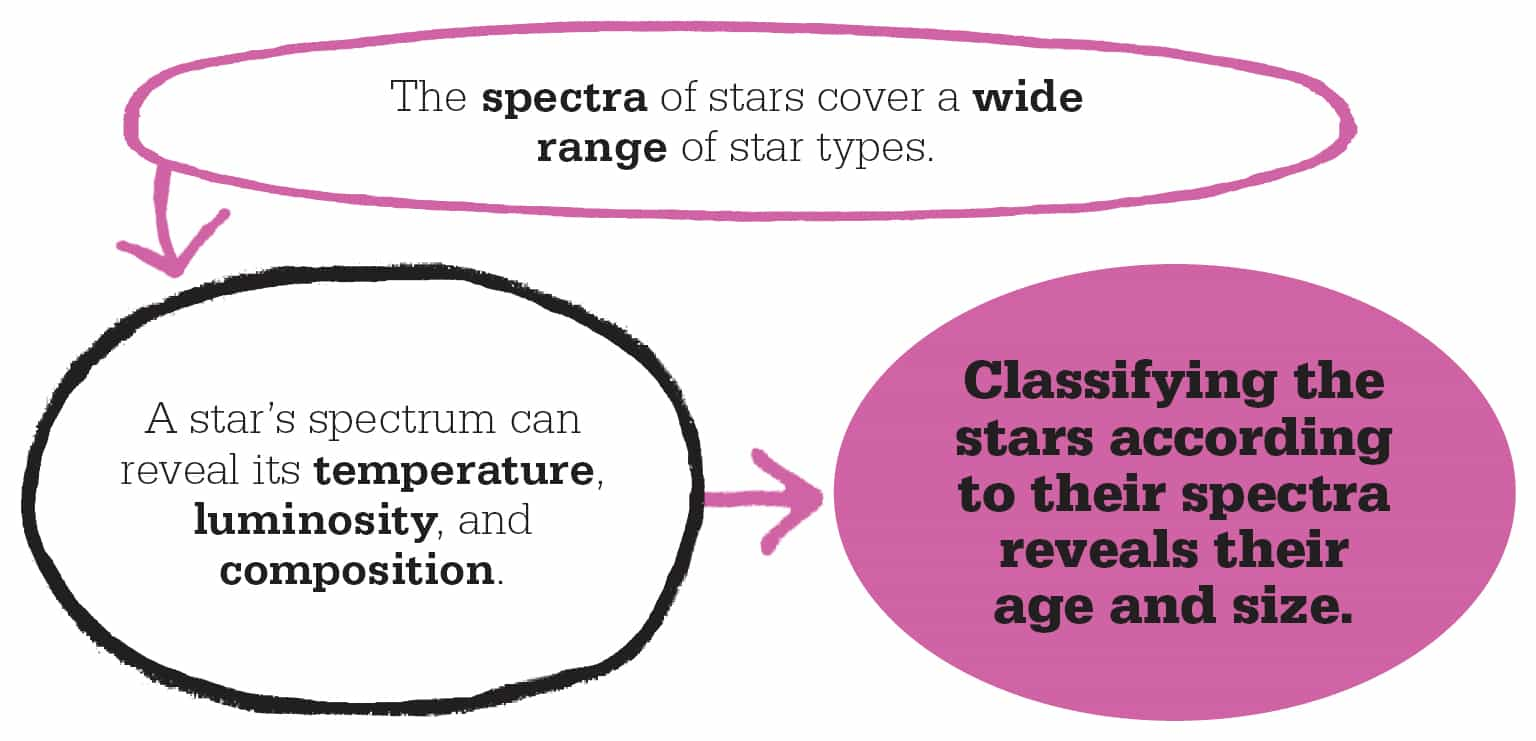 The spectra of stars cover a wide
range of star types.
A star’s spectrum can
reveal its temperature,
luminosity, and
composition.
Classifying the
stars according
to their spectra
reveals their
age and size.